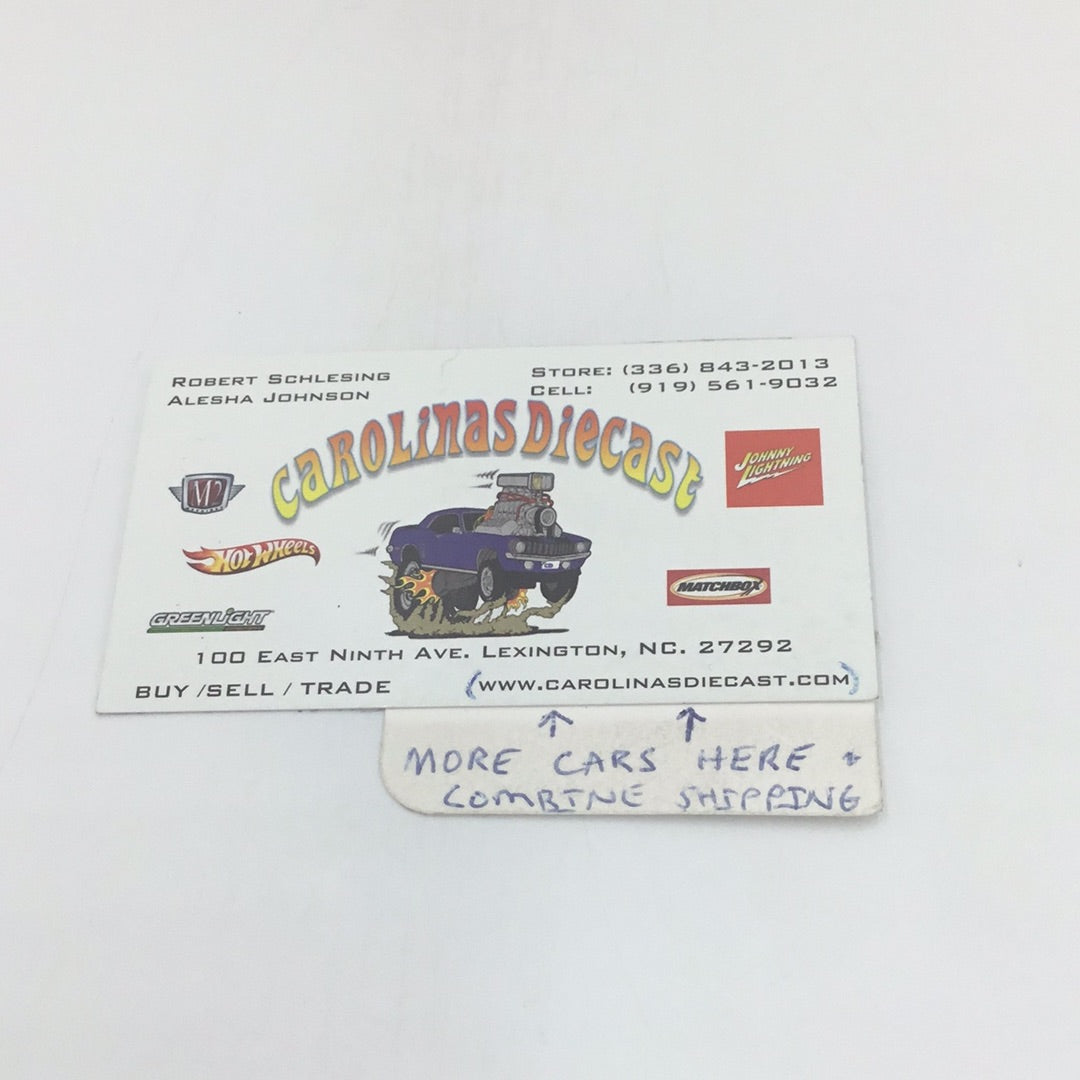 ROBERT SCHLESING
ALESHA JOHNSON
STORE: (336) 843-2013
CELL: (919) 561-9032
CAROLINAS DIECAST
M2
JOHNNY LIGHTNING
HOT WHEELS
MATCHBOX
GREENLIGHT
100 EAST NINTH AVE. LEXINGTON, NC. 27292
BUY /SELL / TRADE
(WWW.CAROLINASDIECAST.COM)
MORE CARS HERE +
COMBINE SHIPPING